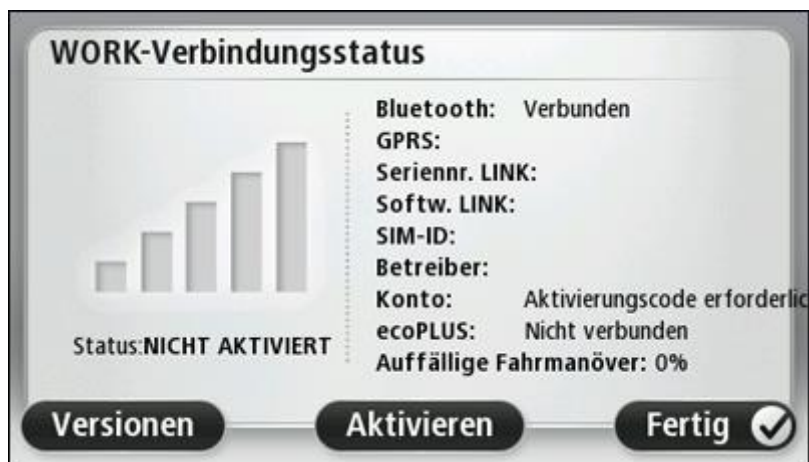 WORK-Verbindungsstatus
Bluetooth: Verbunden
GPRS:
Seriennr. LINK:
Softw. LINK:
SIM-ID:
Betreiber:
Konto: Aktivierungscode erforderlic
ecoPLUS: Nicht verbunden
Auffällige Fahrmanöver: 0%
Status:NICHT AKTIVIERT
Versionen
Aktivieren
Fertig